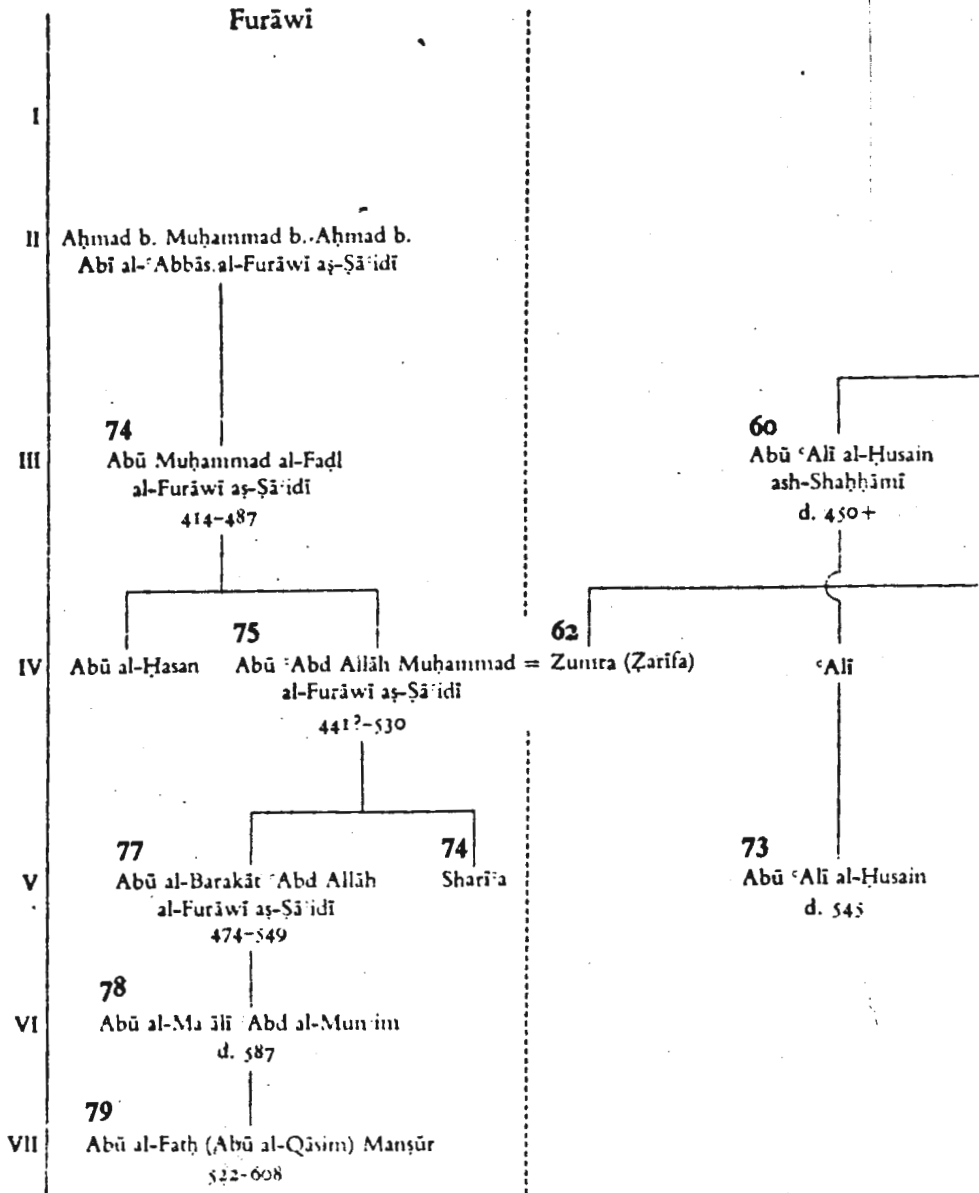 Furāwī
I
II Aḥmad b. Muḥammad b. Aḥmad b.
Abī al-ʿAbbās al-Furāwī aṣ-Ṣāʿidī
74
60
III Abū Muḥammad al-Faḍl
al-Furāwī aṣ-Ṣāʿidī
414-487
Abū ʿAlī al-Ḥusain
ash-Shaḥḥāmī
d. 450+
75
62
IV Abū al-Ḥasan Abū ʿAbd Allāh Muḥammad = Zumra (Ẓarīfa) ʿAlī
al-Furāwī aṣ-Ṣāʿidī
441?-530
77
74
73
V Abū al-Barakāt ʿAbd Allāh
al-Furāwī aṣ-Ṣāʿidī
474-549
Sharīʿa
Abū ʿAlī al-Ḥusain
d. 545
78
VI Abū al-Maʿālī ʿAbd al-Munʿim
d. 587
79
VII Abū al-Fatḥ (Abū al-Qāsim) Manṣūr
522-608